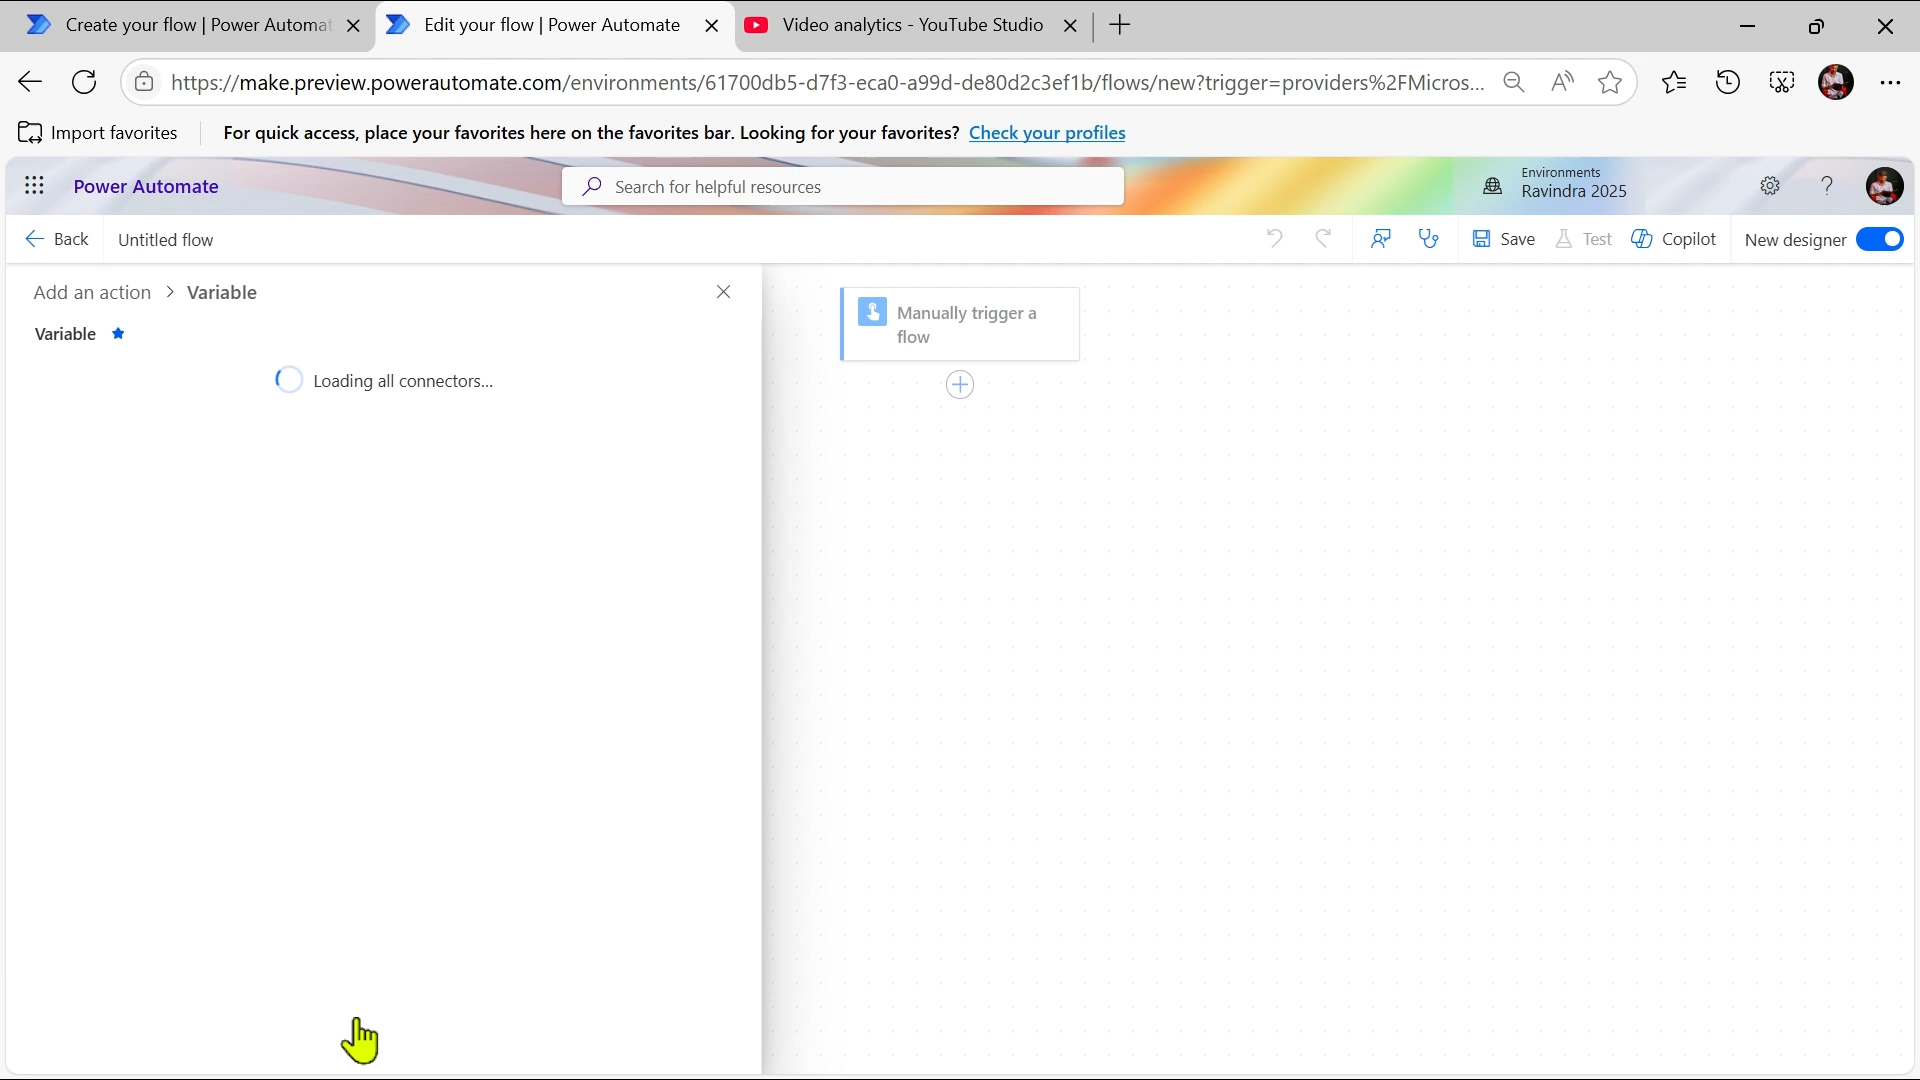 Create your flow | Power Automat
Edit your flow | Power Automate
Video analytics - YouTube Studio
https://make.preview.powerautomate.com/environments/61700db5-d7f3-eca0-a99d-de80d2c3ef1b/flows/new?trigger=providers%2FMicros...
Import favorites
For quick access, place your favorites here on the favorites bar. Looking for your favorites? Check your profiles
Power Automate
Search for helpful resources
Environments
Ravindra 2025
Back
Untitled flow
Save
Test
Copilot
New designer
Add an action > Variable
Variable
Loading all connectors...
Manually trigger a
flow